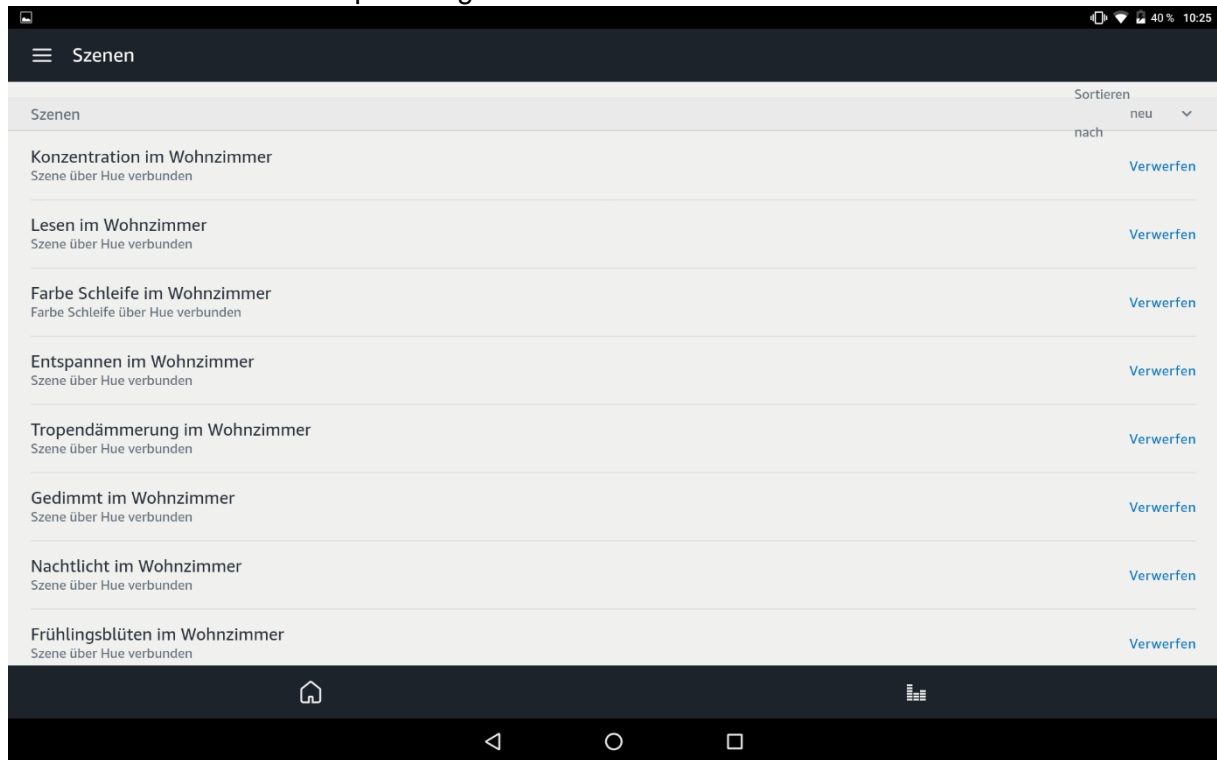 40 % 10:25
Szenen
Szenen
Sortieren nach
neu
Konzentration im Wohnzimmer
Szene über Hue verbunden
Verwerfen
Lesen im Wohnzimmer
Szene über Hue verbunden
Verwerfen
Farbe Schleife im Wohnzimmer
Farbe Schleife über Hue verbunden
Verwerfen
Entspannen im Wohnzimmer
Szene über Hue verbunden
Verwerfen
Tropendämmerung im Wohnzimmer
Szene über Hue verbunden
Verwerfen
Gedimmt im Wohnzimmer
Szene über Hue verbunden
Verwerfen
Nachtlicht im Wohnzimmer
Szene über Hue verbunden
Verwerfen
Frühlingsblüten im Wohnzimmer
Szene über Hue verbunden
Verwerfen